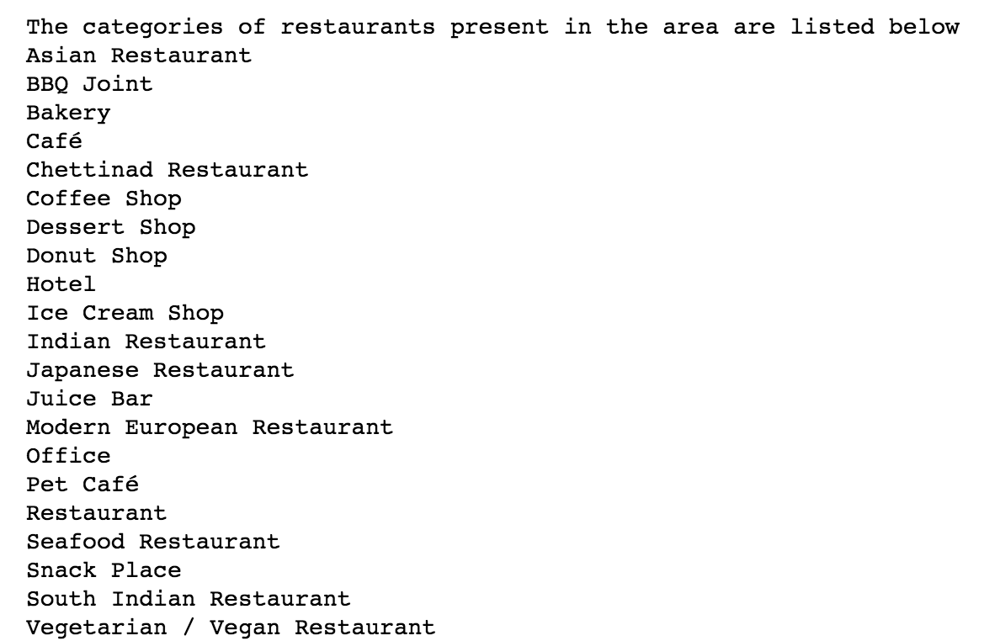 The categories of restaurants present in the area are listed below
Asian Restaurant
BBQ Joint
Bakery
Café
Chettinad Restaurant
Coffee Shop
Dessert Shop
Donut Shop
Hotel
Ice Cream Shop
Indian Restaurant
Japanese Restaurant
Juice Bar
Modern European Restaurant
Office
Pet Café
Restaurant
Seafood Restaurant
Snack Place
South Indian Restaurant
Vegetarian / Vegan Restaurant